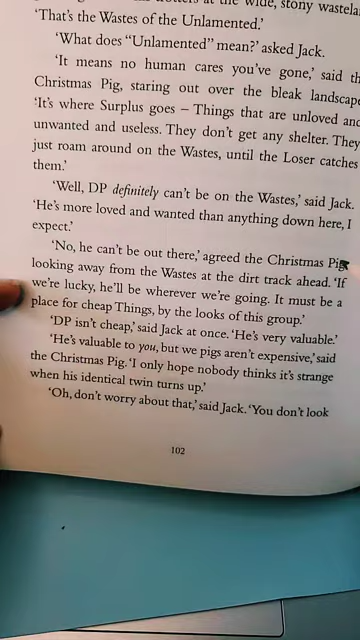 at the wide, stony wastela
'That's the Wastes of the Unlamented.'
'What does "Unlamented" mean?' asked Jack.
'It means no human cares you've gone,' said th
Christmas Pig, staring out over the bleak landscap
'It's where Surplus goes – Things that are unloved and
unwanted and useless. They don't get any shelter. They
just roam around on the Wastes, until the Loser catches
them.'
'Well, DP definitely can't be on the Wastes,' said Jack.
'He's more loved and wanted than anything down here, I
expect.'
'No, he can't be out there,' agreed the Christmas Pig,
looking away from the Wastes at the dirt track ahead. 'If
we're lucky, he'll be wherever we're going. It must be a
place for cheap Things, by the looks of this group.'
'DP isn't cheap,' said Jack at once. 'He's very valuable.'
'He's valuable to you, but we pigs aren't expensive,' said
the Christmas Pig. 'I only hope nobody thinks it's strange
when his identical twin turns up.'
'Oh, don't worry about that,' said Jack. 'You don't look
102